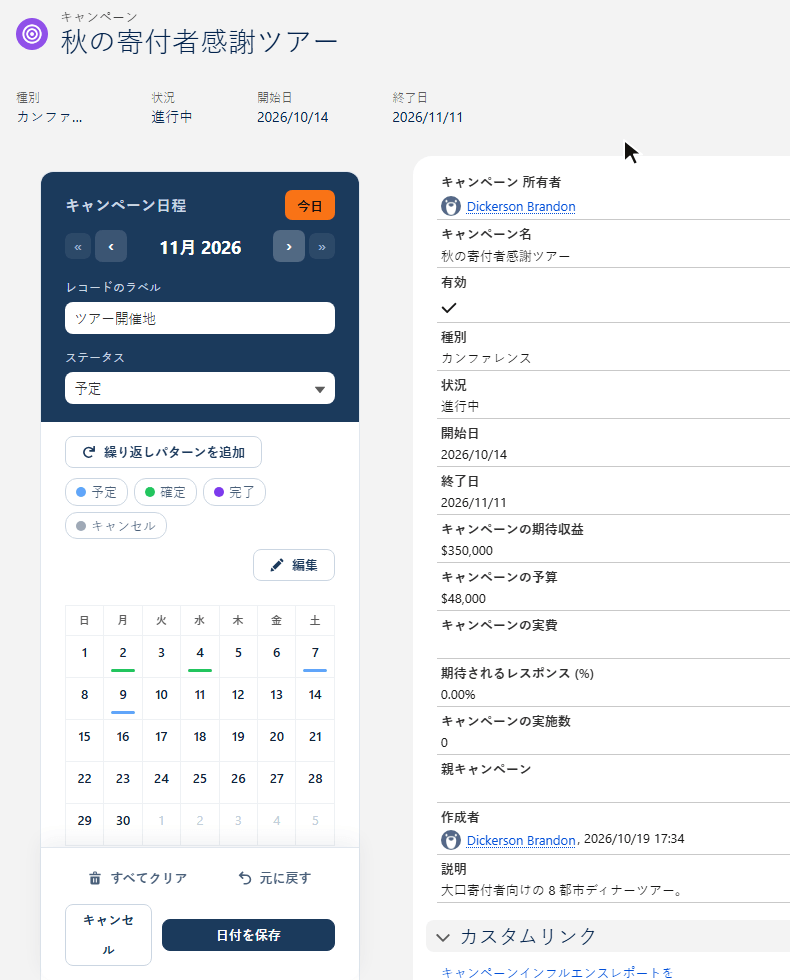 キャンペーン
秋の寄付者感謝ツアー
種別 状況 開始日 終了日
カンファ... 進行中 2026/10/14 2026/11/11
キャンペーン日程 今日
« ‹ 11月 2026 › »
レコードのラベル
ツアー開催地
ステータス
予定
繰り返しパターンを追加
予定 確定 完了
キャンセル
編集
日 月 火 水 木 金 土
1 2 3 4 5 6 7
8 9 10 11 12 13 14
15 16 17 18 19 20 21
22 23 24 25 26 27 28
29 30 1 2 3 4 5
すべてクリア 元に戻す
キャンセ
ル
日付を保存
キャンペーン 所有者
Dickerson Brandon
キャンペーン名
秋の寄付者感謝ツアー
有効
種別
カンファレンス
状況
進行中
開始日
2026/10/14
終了日
2026/11/11
キャンペーンの期待収益
$350,000
キャンペーンの予算
$48,000
キャンペーンの実費
期待されるレスポンス (%)
0.00%
キャンペーンの実施数
0
親キャンペーン
作成者
Dickerson Brandon, 2026/10/19 17:34
説明
大口寄付者向けの 8 都市ディナーツアー。
カスタムリンク
キャンペーンインフルエンスレポートを